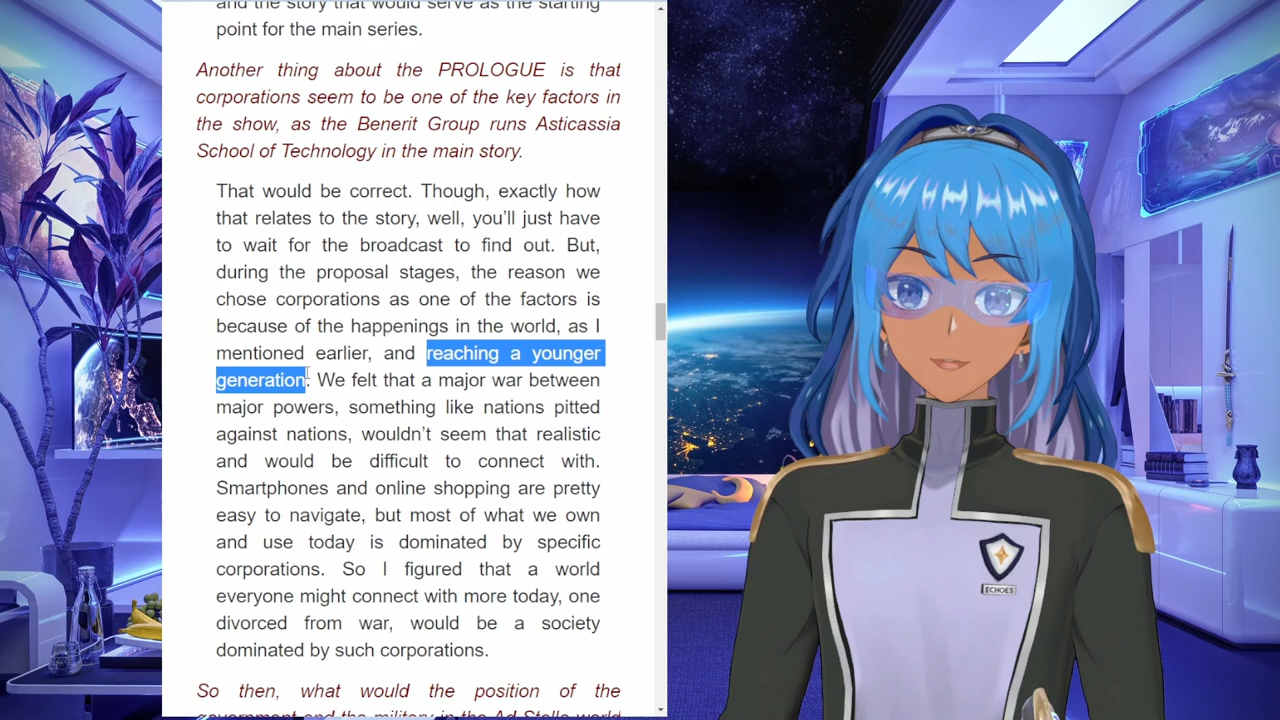 and the story that would serve as the starting
point for the main series.
Another thing about the PROLOGUE is that
corporations seem to be one of the key factors in
the show, as the Benerit Group runs Asticassia
School of Technology in the main story.
That would be correct. Though, exactly how
that relates to the story, well, you’ll just have
to wait for the broadcast to find out. But,
during the proposal stages, the reason we
chose corporations as one of the factors is
because of the happenings in the world, as I
mentioned earlier, and reaching a younger
generation. We felt that a major war between
major powers, something like nations pitted
against nations, wouldn’t seem that realistic
and would be difficult to connect with.
Smartphones and online shopping are pretty
easy to navigate, but most of what we own
and use today is dominated by specific
corporations. So I figured that a world
everyone might connect with more today, one
divorced from war, would be a society
dominated by such corporations.
So then, what would the position of the
government and the military in the Ad Stella world
ECHOES